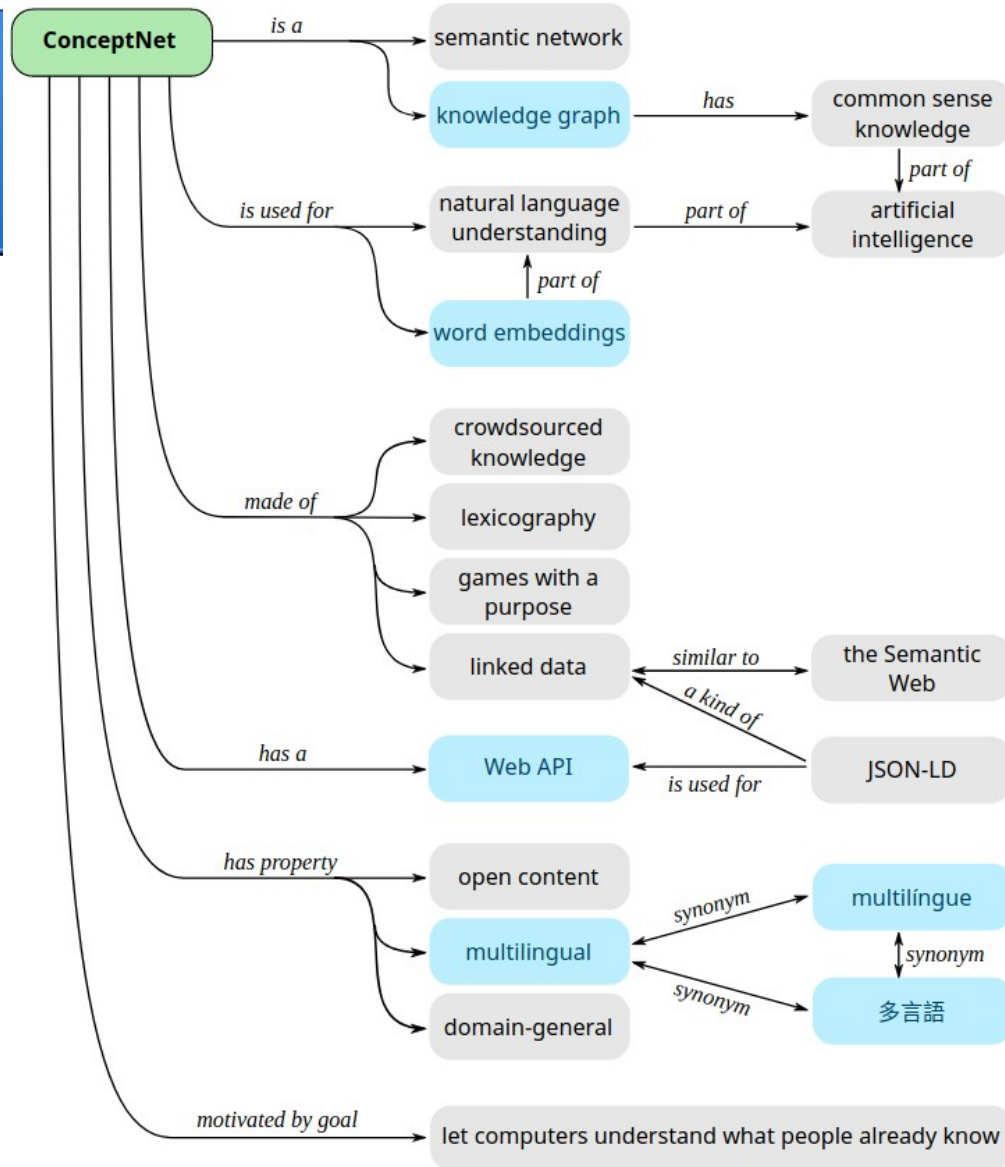 ConceptNet
is a
semantic network
knowledge graph
has
common sense
knowledge
part of
is used for
natural language
understanding
part of
artificial
intelligence
part of
word embeddings
made of
crowdsourced
knowledge
lexicography
games with a
purpose
linked data
similar to
the Semantic
Web
a kind of
has a
Web API
is used for
JSON-LD
has property
open content
multilingual
synonym
multilíngue
synonym
synonym
多言語
domain-general
motivated by goal
let computers understand what people already know